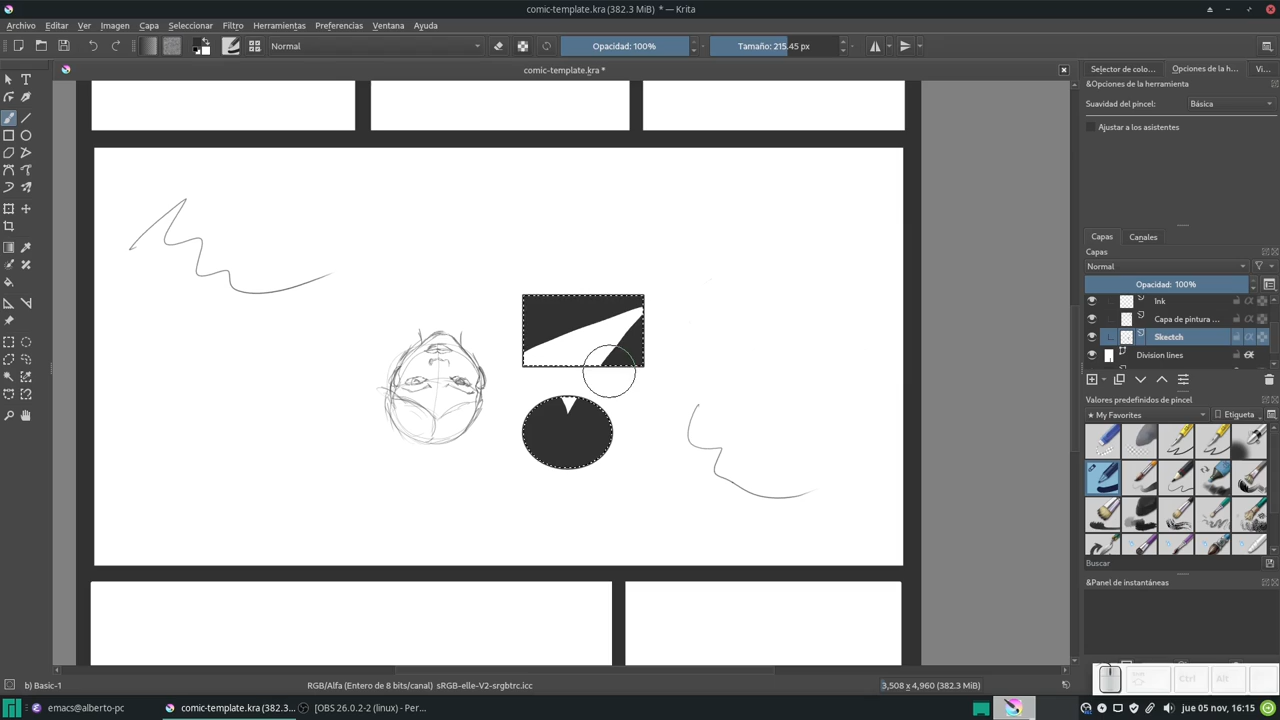 comic-template.kra (382.3 MiB) * — Krita
Archivo Editar Ver Imagen Capa Seleccionar Filtro Herramientas Preferencias Ventana Ayuda
Normal Opacidad: 100% Tamaño: 215.45 px
comic-template.kra *
Selector de colo... Opciones de la h... Vi...
&Opciones de la herramienta
Suavidad del pincel: Básica
Ajustar a los asistentes
Capas Canales
Capas
Normal
Opacidad: 100%
Ink
Capa de pintura ...
Skectch
Division lines
Valores predefinidos de pincel
My Favorites Etiqueta
Buscar
&Panel de instantáneas
b) Basic-1 RGB/Alfa (Entero de 8 bits/canal) sRGB-elle-V2-srgbtrc.icc 3,508 x 4,960 (382.3 MiB)
Ctrl Alt
emacs@alberto-pc comic-template.kra (382.3... [OBS 26.0.2-2 (linux) - Per... jue 05 nov, 16:15